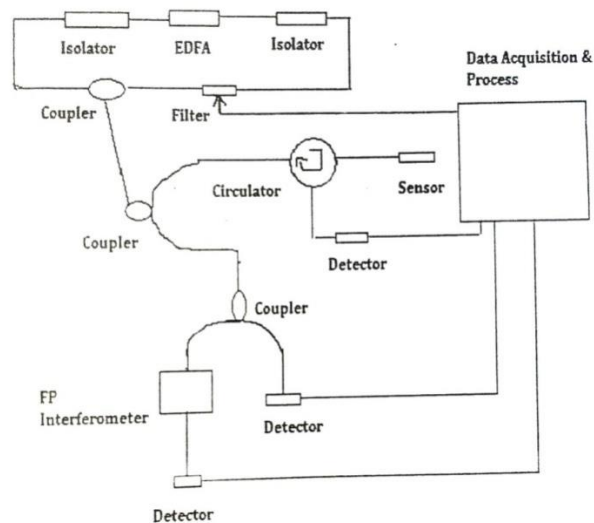 Isolator
EDFA
Isolator
Data Acquisition &
Process
Coupler
Filter
Circulator
Sensor
Coupler
Detector
Coupler
FP
Interferometer
Detector
Detector